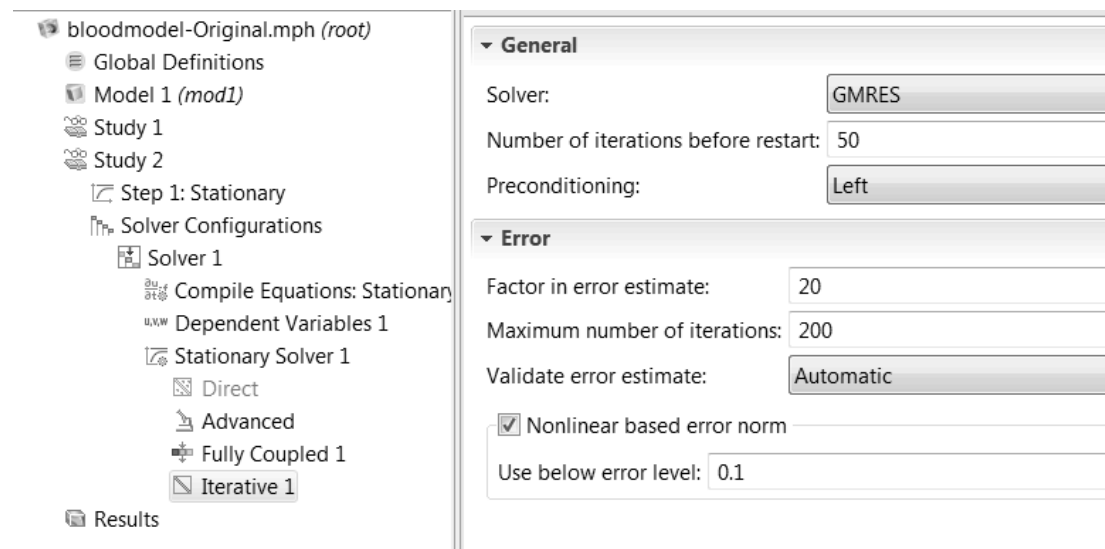 bloodmodel-Original.mph (root)
Global Definitions
Model 1 (mod1)
Study 1
Study 2
Step 1: Stationary
Solver Configurations
Solver 1
Compile Equations: Stationary
u,v,w Dependent Variables 1
Stationary Solver 1
Direct
Advanced
Fully Coupled 1
Iterative 1
Results
General
Solver: GMRES
Number of iterations before restart: 50
Preconditioning: Left
Error
Factor in error estimate: 20
Maximum number of iterations: 200
Validate error estimate: Automatic
Nonlinear based error norm
Use below error level: 0.1